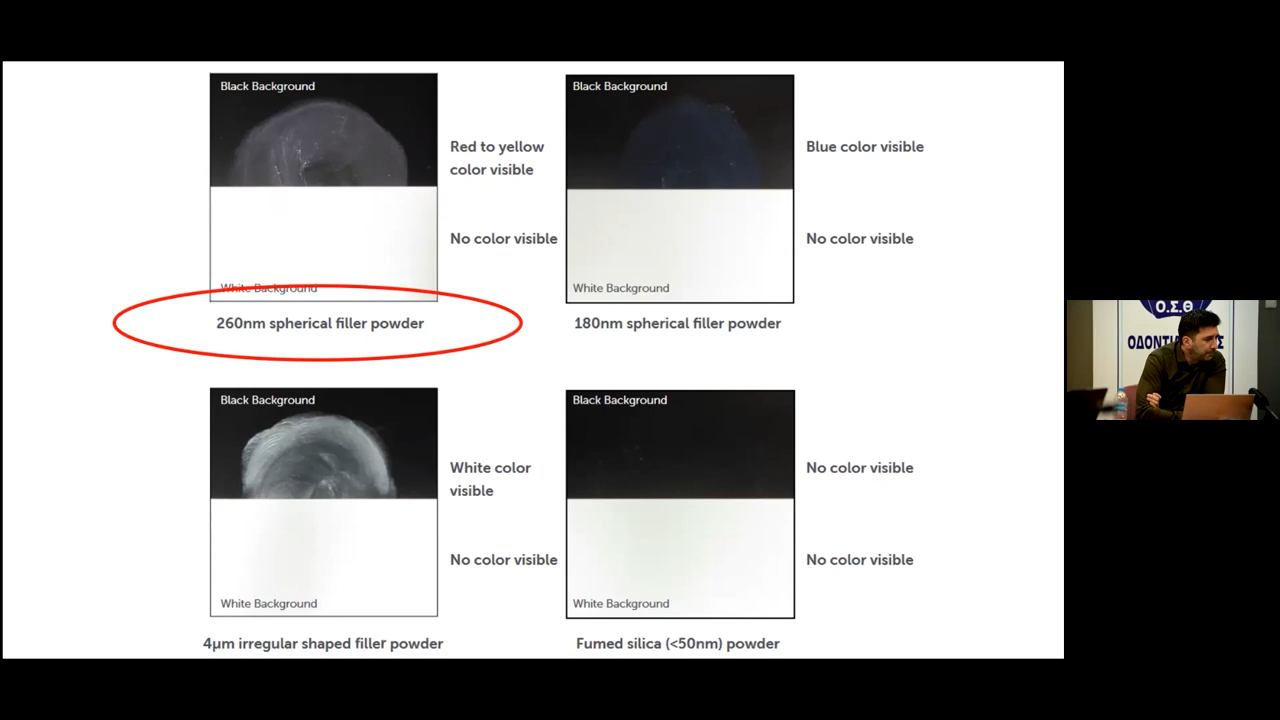 Black Background
Red to yellow
color visible
No color visible
White Background
260nm spherical filler powder
Black Background
Blue color visible
No color visible
White Background
180nm spherical filler powder
Black Background
White color
visible
No color visible
White Background
4µm irregular shaped filler powder
Black Background
No color visible
No color visible
White Background
Fumed silica (<50nm) powder
Ο.Σ.Θ